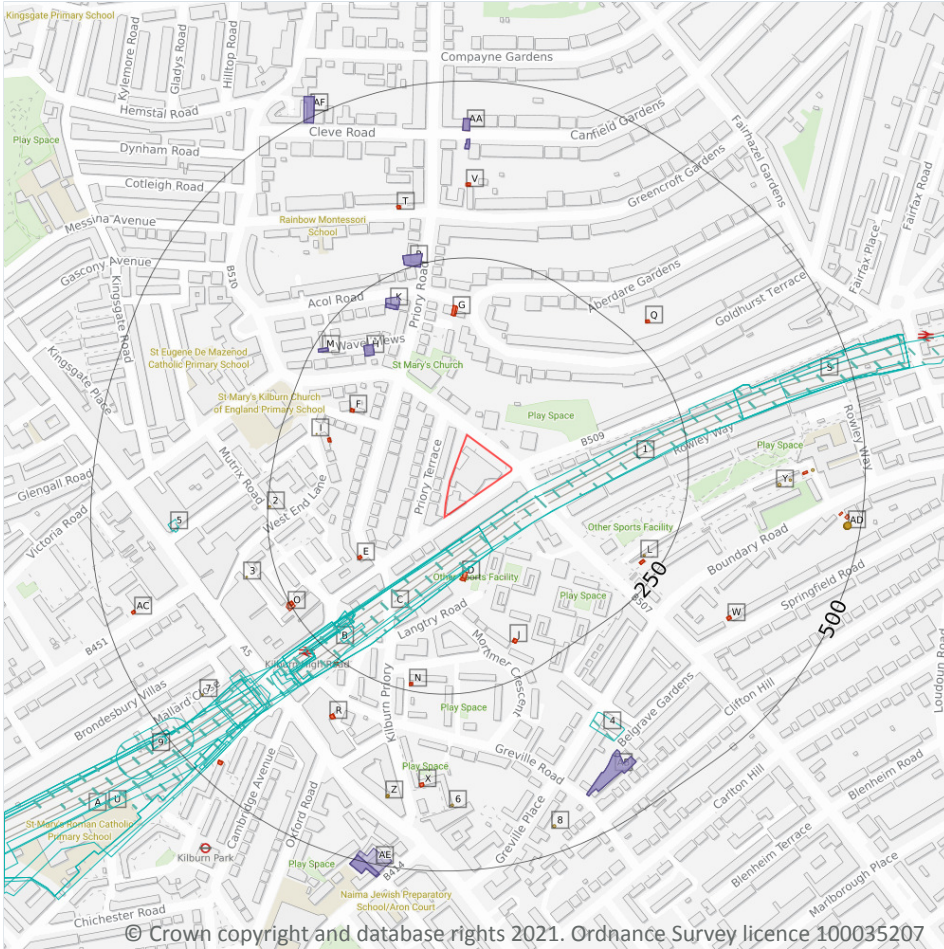 Kingsgate Primary School
Kylemore Road
Gladys Road
Hilltop Road
Compayne Gardens
Hemstal Road
AF
Cleve Road
AA
Canfield Gardens
Fairhazel Gardens
Play Space
Dynham Road
Cotleigh Road
V
Greencroft Gardens
Fairfax Road
T
Messina Avenue
Rainbow Montessori
School
Fairfax Place
Gascony Avenue
B510
Priory Road
Aberdare Gardens
Goldhurst Terrace
Acol Road
K
G
Q
Kingsgate Road
M
Kingsgate Place
St Eugene De Mazenod
Catholic Primary School
St Mary's Church
S
St Mary's Kilburn Church
of England Primary School
F
I
Play Space
B509
Rowley Way
1
Rowley Way
Play Space
Priory Terrace
Mutrix Road
Glengall Road
2
West End Lane
Y
Victoria Road
5
Other Sports Facility
AD
Boundary Road
E
L
3
D
Other Sports Facility
Springfield Road
250
AC
O
C
Play Space
B507
500
W
Langtry Road
B451
A5
B
J
Kilburn High Road
Mortimer Crescent
Loudoun Road
Brondesbury Villas
Mallard Close
7
N
Kilburn Priory
Play Space
Belgrave Gardens
Clifton Hill
R
4
9
Greville Road
Play Space
X
Cambridge Avenue
Carlton Hill
Blenheim Road
A
U
Z
6
St Mary's Roman Catholic
Primary School
Oxford Road
Greville Place
8
Kilburn Park
Play Space
AE
B414
Blenheim Terrace
Marlborough Place
Naima Jewish Preparatory
School/Aron Court
Chichester Road
© Crown copyright and database rights 2021. Ordnance Survey licence 100035207